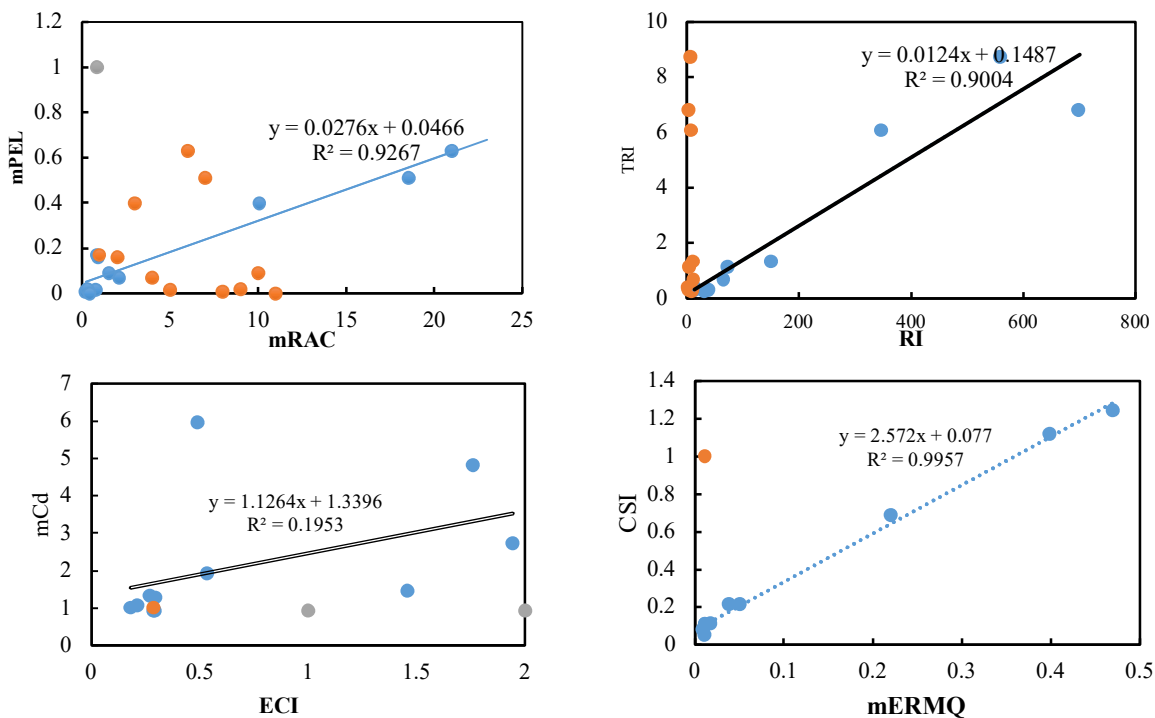 1.2
1
0.8
0.6
0.4
0.2
0
mPEL
y = 0.0276x + 0.0466
R² = 0.9267
0 5 10 15 20 25
mRAC
10
8
6
4
2
0
TRI
y = 0.0124x + 0.1487
R² = 0.9004
0 200 400 600 800
RI
7
6
5
4
3
2
1
0
mCd
y = 1.1264x + 1.3396
R² = 0.1953
0 0.5 1 1.5 2
ECI
1.4
1.2
1
0.8
0.6
0.4
0.2
0
CSI
y = 2.572x + 0.077
R² = 0.9957
0 0.1 0.2 0.3 0.4 0.5
mERMQ